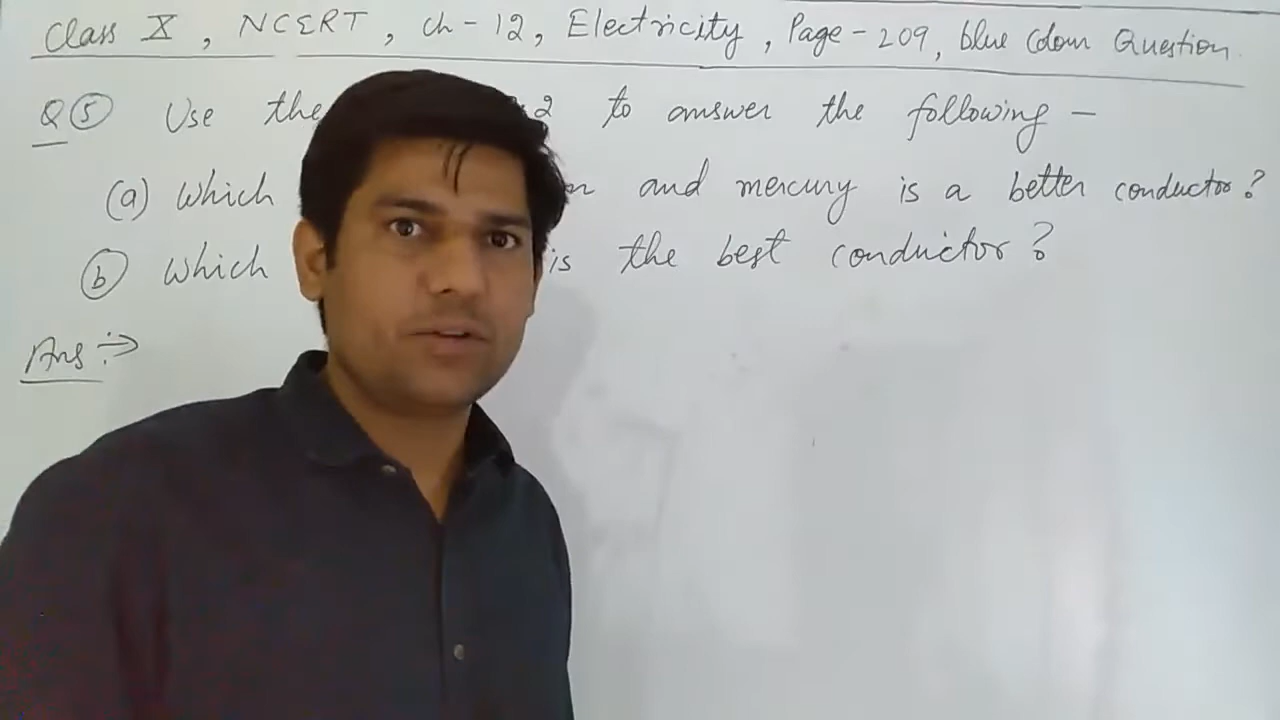 Class X, NCERT, ch-12, Electricity, Page-209, blue Colour Question.
Q5 Use the 2 to answer the following -
(a) Which and mercury is a better conductor?
(b) Which is the best conductor?
Ans :→